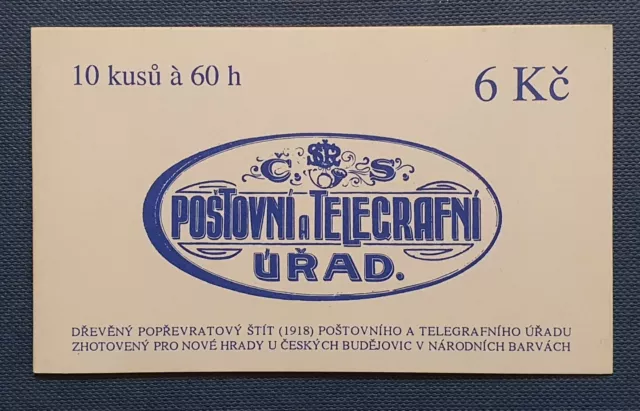 10 kusů à 60 h
6 Kč
Č. S.
POŠTOVNÍ A TELEGRAFNÍ
ÚŘAD.
DŘEVĚNÝ POPŘEVRATOVÝ ŠTÍT (1918) POŠTOVNÍHO A TELEGRAFNÍHO ÚŘADU
ZHOTOVENÝ PRO NOVÉ HRADY U ČESKÝCH BUDĚJOVIC V NÁRODNÍCH BARVÁCH